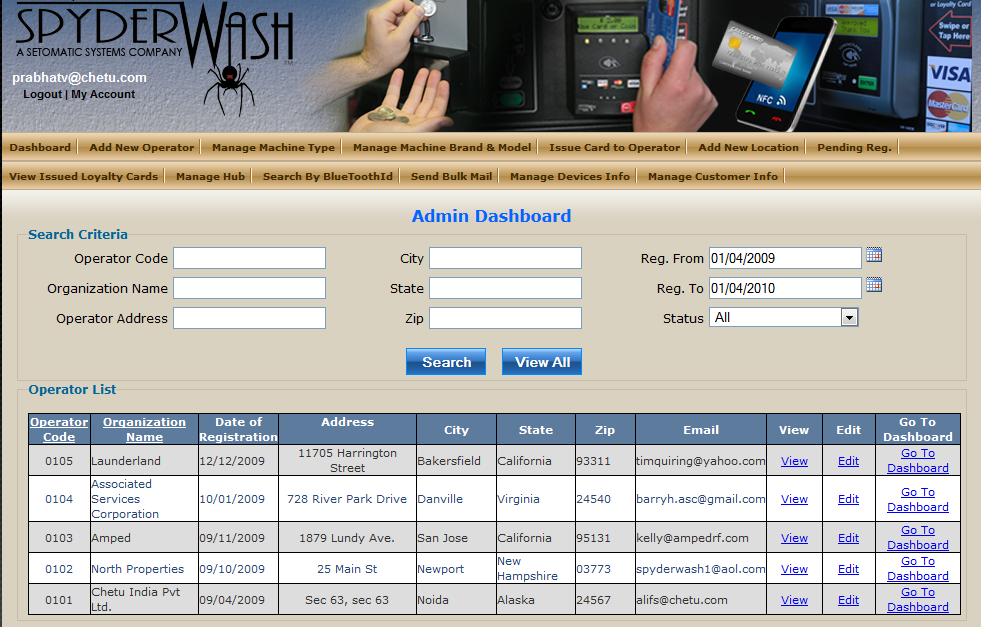 SPYDERWASH
A SETOMATIC SYSTEMS COMPANY
TM
prabhatv@chetu.com
Logout | My Account
NFC
or Loyalty Card
Swipe or
Tap Here
VISA
MasterCard
Dashboard | Add New Operator | Manage Machine Type | Manage Machine Brand & Model | Issue Card to Operator | Add New Location | Pending Reg. |
View Issued Loyalty Cards | Manage Hub | Search By BlueToothId | Send Bulk Mail | Manage Devices Info | Manage Customer Info |
Admin Dashboard
Search Criteria
Operator Code City Reg. From 01/04/2009
Organization Name State Reg. To 01/04/2010
Operator Address Zip Status All
Search View All
Operator List
Operator Code Organization Name Date of Registration Address City State Zip Email View Edit Go To Dashboard
0105 Launderland 12/12/2009 11705 Harrington Street Bakersfield California 93311 timquiring@yahoo.com View Edit Go To Dashboard
0104 Associated Services Corporation 10/01/2009 728 River Park Drive Danville Virginia 24540 barryh.asc@gmail.com View Edit Go To Dashboard
0103 Amped 09/11/2009 1879 Lundy Ave. San Jose California 95131 kelly@ampedrf.com View Edit Go To Dashboard
0102 North Properties 09/10/2009 25 Main St Newport New Hampshire 03773 spyderwash1@aol.com View Edit Go To Dashboard
0101 Chetu India Pvt Ltd. 09/04/2009 Sec 63, sec 63 Noida Alaska 24567 alifs@chetu.com View Edit Go To Dashboard